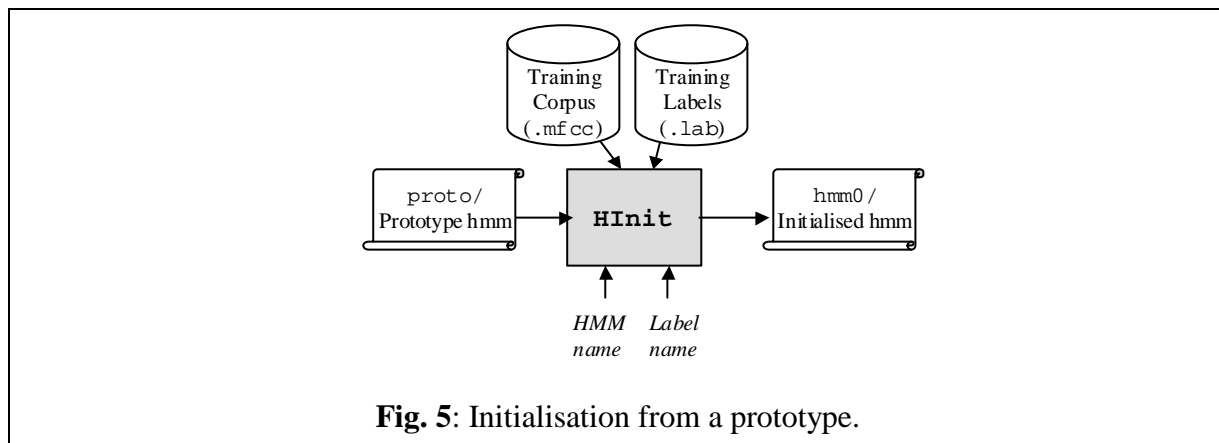 Training
Corpus
(.mfcc)
Training
Labels
(.lab)
proto/
Prototype hmm
HInit
hmm0/
Initialised hmm
HMM
name
Label
name
Fig. 5: Initialisation from a prototype.